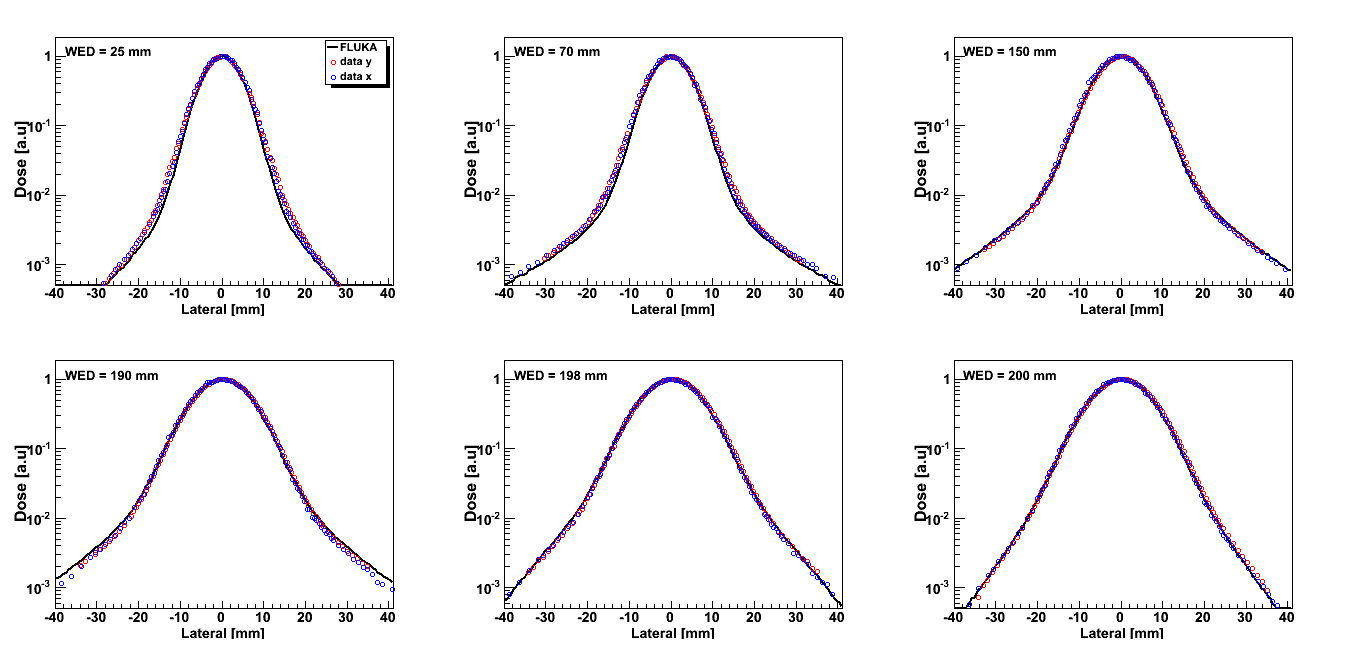 WED = 25 mm
FLUKA
data y
data x
1
10-1
10-2
10-3
Dose [a.u]
-40 -30 -20 -10 0 10 20 30 40
Lateral [mm]
WED = 70 mm
1
10-1
10-2
10-3
Dose [a.u]
-40 -30 -20 -10 0 10 20 30 40
Lateral [mm]
WED = 150 mm
1
10-1
10-2
10-3
Dose [a.u]
-40 -30 -20 -10 0 10 20 30 40
Lateral [mm]
WED = 190 mm
1
10-1
10-2
10-3
Dose [a.u]
-40 -30 -20 -10 0 10 20 30 40
Lateral [mm]
WED = 198 mm
1
10-1
10-2
10-3
Dose [a.u]
-40 -30 -20 -10 0 10 20 30 40
Lateral [mm]
WED = 200 mm
1
10-1
10-2
10-3
Dose [a.u]
-40 -30 -20 -10 0 10 20 30 40
Lateral [mm]